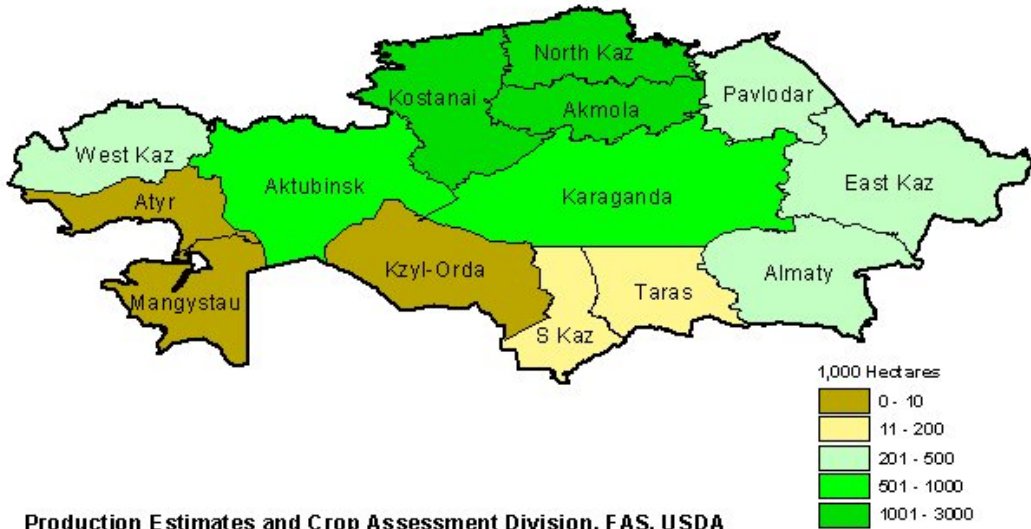 North Kaz
Kostanai
Akmola
Pavlodar
West Kaz
Aktubinsk
Karaganda
East Kaz
Atyr
Kzyl-Orda
Almaty
Mangystau
Taras
S Kaz
1,000 Hectares
0 - 10
11 - 200
201 - 500
501 - 1000
1001 - 3000
Production Estimates and Crop Assessment Division, FAS, USDA